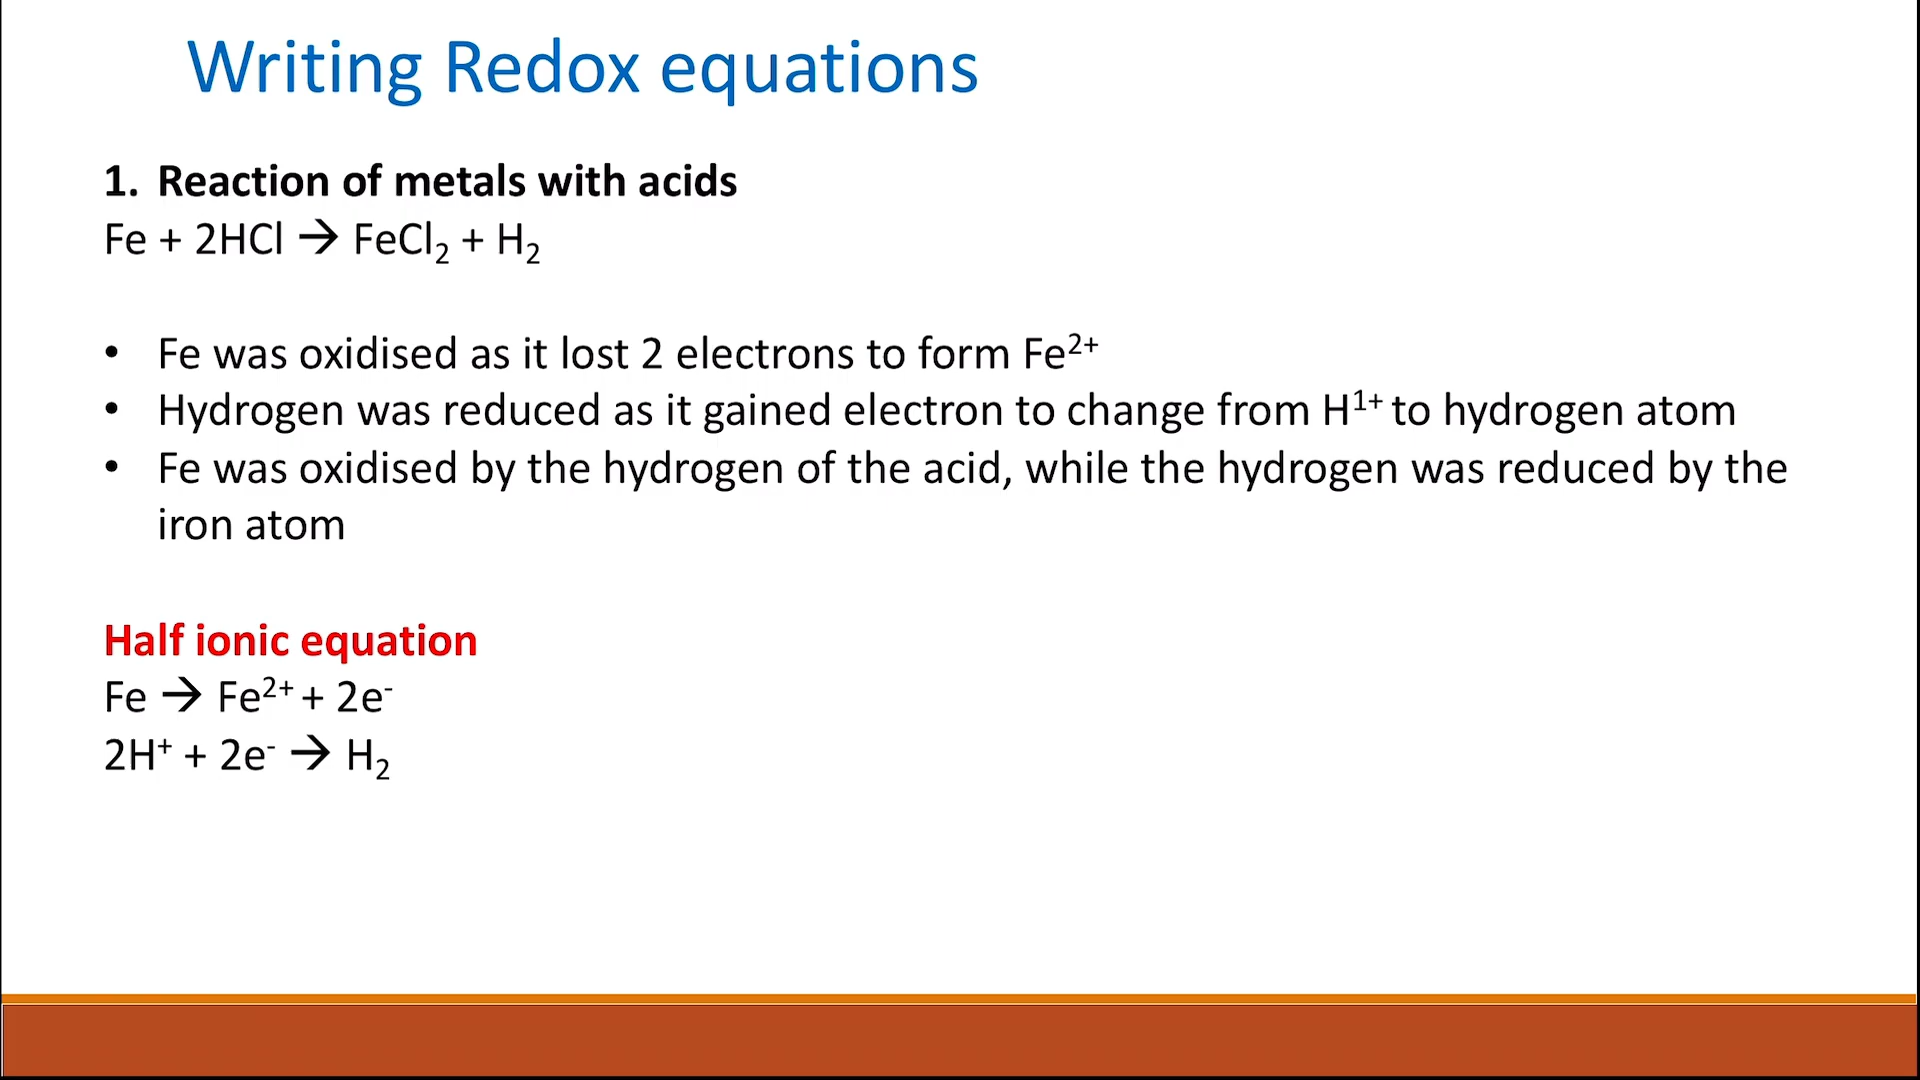 Writing Redox equations
1. Reaction of metals with acids
Fe + 2HCl → FeCl₂ + H₂
• Fe was oxidised as it lost 2 electrons to form Fe²⁺
• Hydrogen was reduced as it gained electron to change from H¹⁺ to hydrogen atom
• Fe was oxidised by the hydrogen of the acid, while the hydrogen was reduced by the
iron atom
Half ionic equation
Fe → Fe²⁺ + 2e⁻
2H⁺ + 2e⁻ → H₂